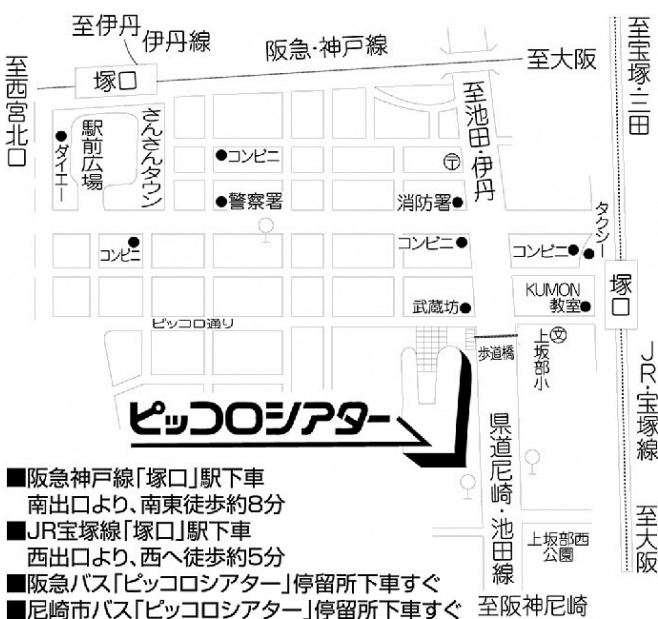 至伊丹
伊丹線
阪急・神戸線
至大阪
至宝塚・三田
至西宮北口
塚口
至池田・伊丹
ダイエー
駅前広場
さんさんタウン
コンビニ
〒
警察署
消防署
タクシー
コンビニ
コンビニ
コンビニ
塚口
武蔵坊
KUMON
教室
ピッコロ通り
歩道橋
上坂部小
文
JR・宝塚線
ピッコロシアター
県道尼崎・池田線
至大阪
上坂部西
公園
至阪神尼崎
■阪急神戸線「塚口」駅下車
南出口より、南東徒歩約8分
■JR宝塚線「塚口」駅下車
西出口より、西へ徒歩約5分
■阪急バス「ピッコロシアター」停留所下車すぐ
■尼崎市バス「ピッコロシアター」停留所下車すぐ